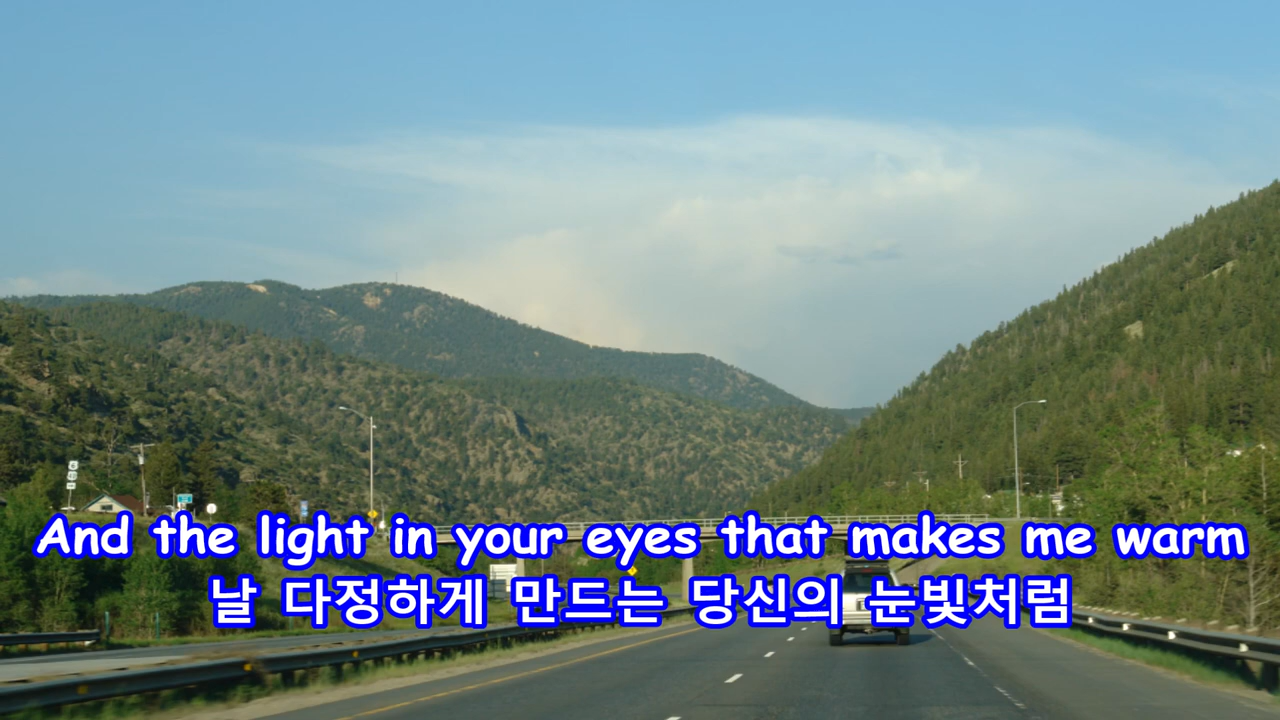 And the light in your eyes that makes me warm
날 다정하게 만드는 당신의 눈빛처럼